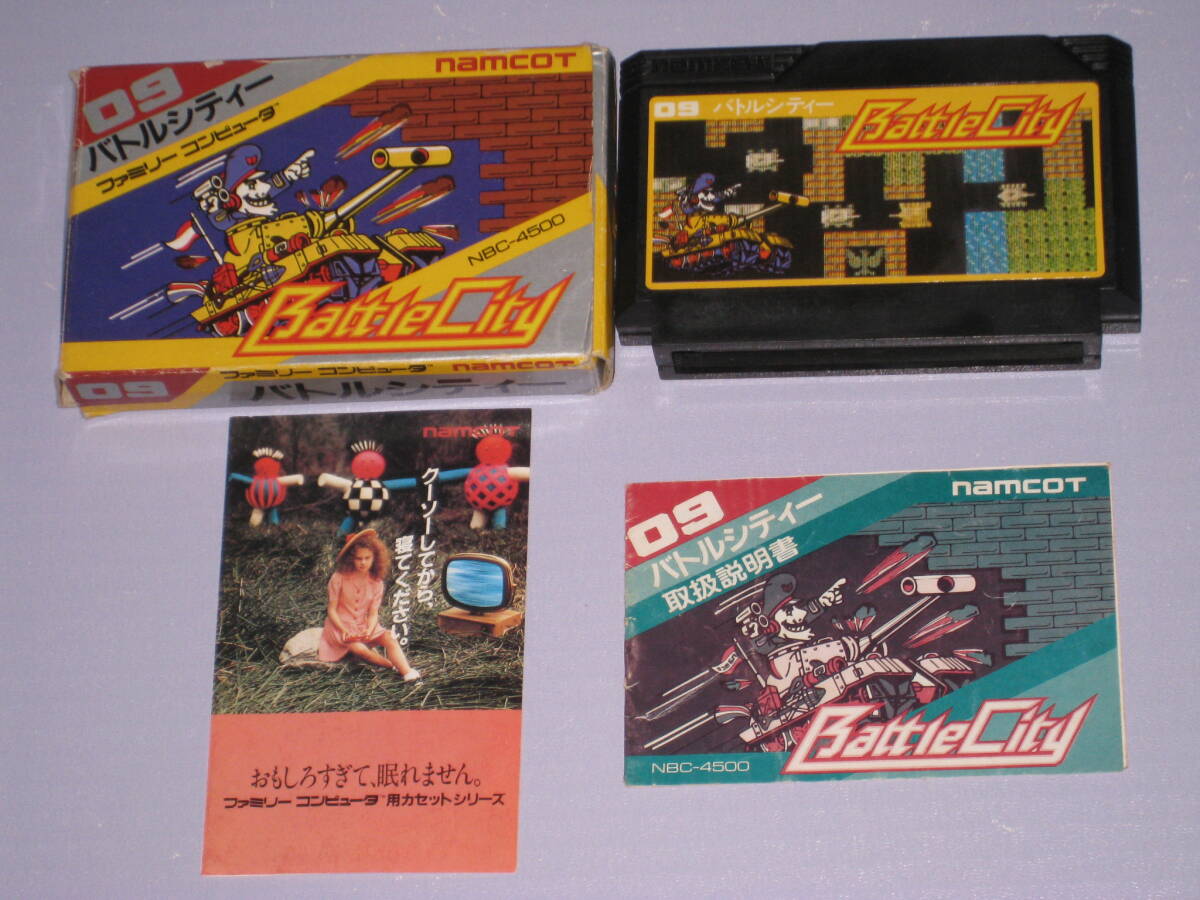 09
バトルシティー
ファミリー コンピュータ™
namcoT
NBC-4500
BattleCity
09
ファミリー コンピュータ™
namcoT
バトルシティー
09 バトルシティー
BattleCity
namcoT
クーソーしてから、
寝てください。
おもしろすぎて、眠れません。
ファミリー コンピュータ™用カセットシリーズ
09
バトルシティー
取扱説明書
namcoT
BattleCity
NBC-4500